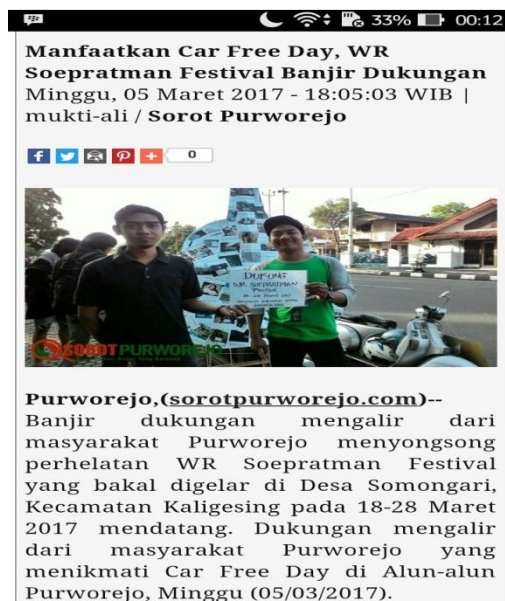 33% 00:12
Manfaatkan Car Free Day, WR
Soepratman Festival Banjir Dukungan
Minggu, 05 Maret 2017 - 18:05:03 WIB |
mukti-ali / Sorot Purworejo
0
DUKUNG
WR SOEPRATMAN
SOROT PURWOREJO
Purworejo,(sorotpurworejo.com)--
Banjir dukungan mengalir dari
masyarakat Purworejo menyongsong
perhelatan WR Soepratman Festival
yang bakal digelar di Desa Somongari,
Kecamatan Kaligesing pada 18-28 Maret
2017 mendatang. Dukungan mengalir
dari masyarakat Purworejo yang
menikmati Car Free Day di Alun-alun
Purworejo, Minggu (05/03/2017).